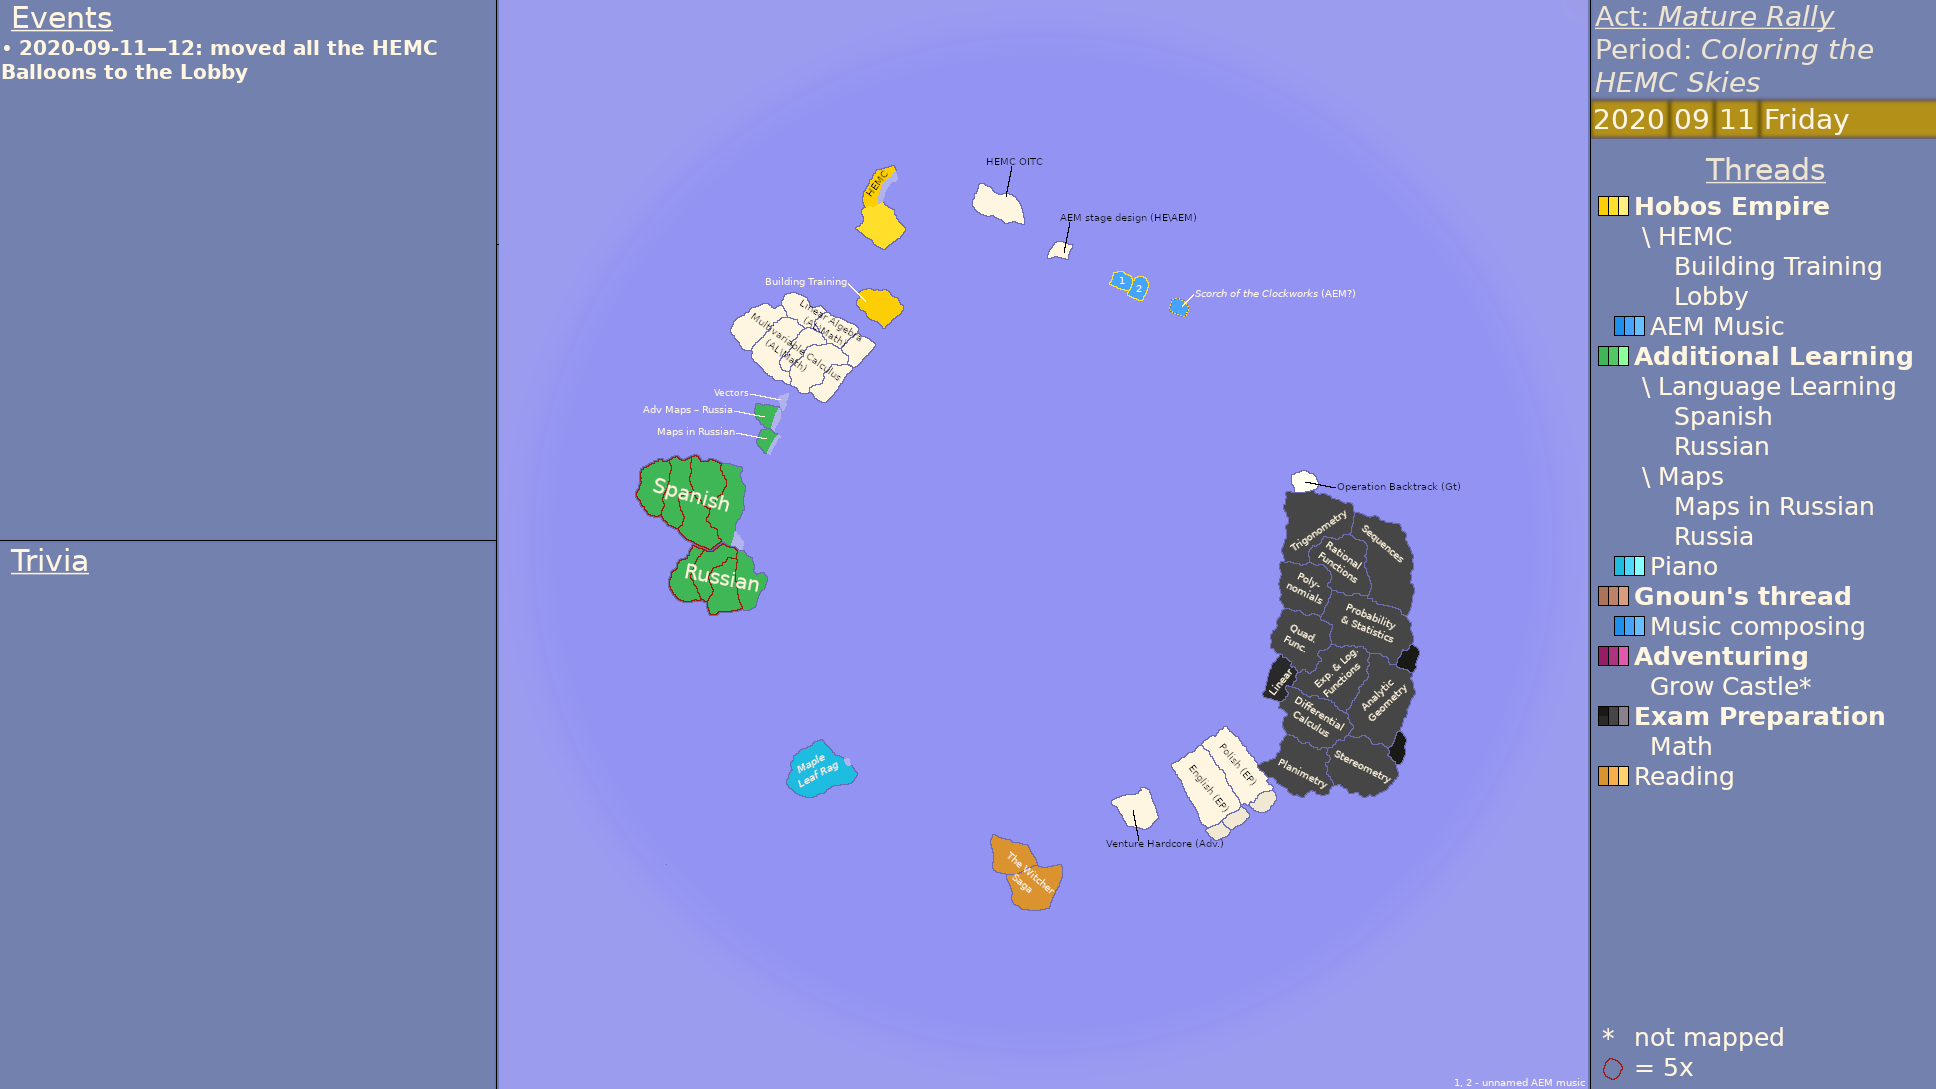 Events
• 2020-09-11—12: moved all the HEMC
Balloons to the Lobby
Trivia
HEMC
HEMC OITC
AEM stage design (HE\AEM)
1
2
Scorch of the Clockworks (AEM?)
Building Training
Linear Algebra
(AL\Math)
Multivariable Calculus
(AL\Math)
Vectors
Adv Maps – Russia
Maps in Russian
Spanish
Russian
Operation Backtrack (Gt)
Trigonometry
Sequences
Rational
Functions
Poly-
nomials
Probability
& Statistics
Quad.
Func.
Exp. & Log.
Functions
Linear
Analytic
Geometry
Differential
Calculus
Planimetry
Stereometry
Polish (EP)
English (EP)
Maple
Leaf Rag
Venture Hardcore (Adv.)
The Witcher
Saga
1, 2 - unnamed AEM music
Act: Mature Rally
Period: Coloring the
HEMC Skies
2020 09 11 Friday
Threads
Hobos Empire
\ HEMC
Building Training
Lobby
AEM Music
Additional Learning
\ Language Learning
Spanish
Russian
\ Maps
Maps in Russian
Russia
Piano
Gnoun's thread
Music composing
Adventuring
Grow Castle*
Exam Preparation
Math
Reading
* not mapped
= 5x